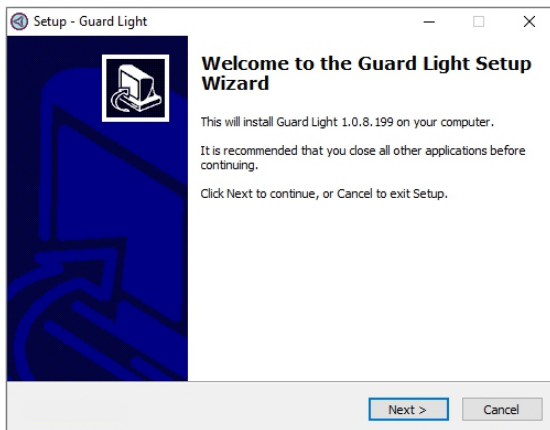 Setup - Guard Light
Welcome to the Guard Light Setup
Wizard
This will install Guard Light 1.0.8.199 on your computer.
It is recommended that you close all other applications before
continuing.
Click Next to continue, or Cancel to exit Setup.
Next >
Cancel